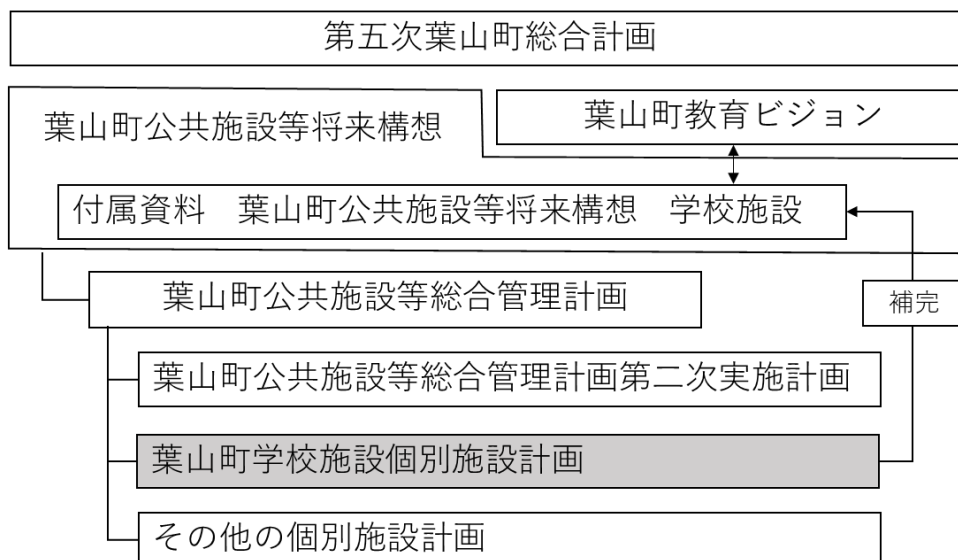 第五次葉山町総合計画
葉山町公共施設等将来構想
葉山町教育ビジョン
付属資料　葉山町公共施設等将来構想　学校施設
葉山町公共施設等総合管理計画
補完
葉山町公共施設等総合管理計画第二次実施計画
葉山町学校施設個別施設計画
その他の個別施設計画